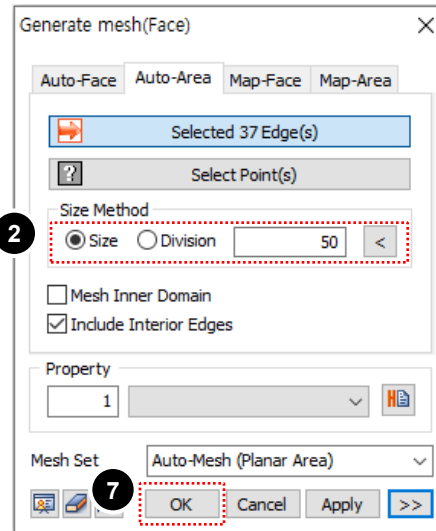 Generate mesh(Face)
Auto-Face Auto-Area Map-Face Map-Area
Selected 37 Edge(s)
? Select Point(s)
Size Method
2
Size Division 50 <
Mesh Inner Domain
Include Interior Edges
Property
1
Mesh Set Auto-Mesh (Planar Area)
7
OK Cancel Apply >>